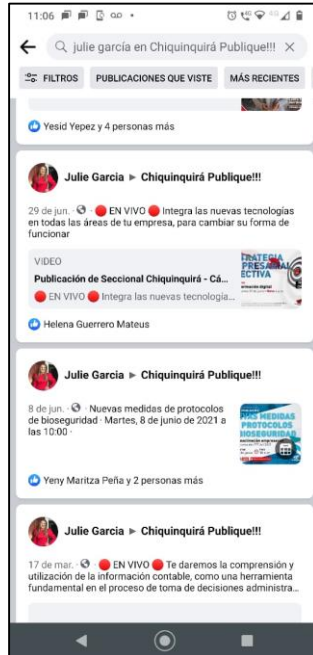 11:06
julie garcía en Chiquinquirá Publique!!!
FILTROS PUBLICACIONES QUE VISTE MÁS RECIENTES
Yesid Yepez y 4 personas más
Julie Garcia ▸ Chiquinquirá Publique!!!
29 de jun. · 🔴 EN VIVO 🔴 Integra las nuevas tecnologías
en todas las áreas de tu empresa, para cambiar su forma de
funcionar
VIDEO
Publicación de Seccional Chiquinquirá - Cá...
🔴 EN VIVO 🔴 Integra las nuevas tecnología...
Helena Guerrero Mateus
Julie Garcia ▸ Chiquinquirá Publique!!!
8 de jun. · Nuevas medidas de protocolos
de bioseguridad · Martes, 8 de junio de 2021 a
las 10:00 ·
MEDIDAS
PROTOCOLOS
BIOSEGURIDAD
Yeny Maritza Peña y 2 personas más
Julie Garcia ▸ Chiquinquirá Publique!!!
17 de mar. · 🔴 EN VIVO 🔴 Te daremos la comprensión y
utilización de la información contable, como una herramienta
fundamental en el proceso de toma de decisiones administra...